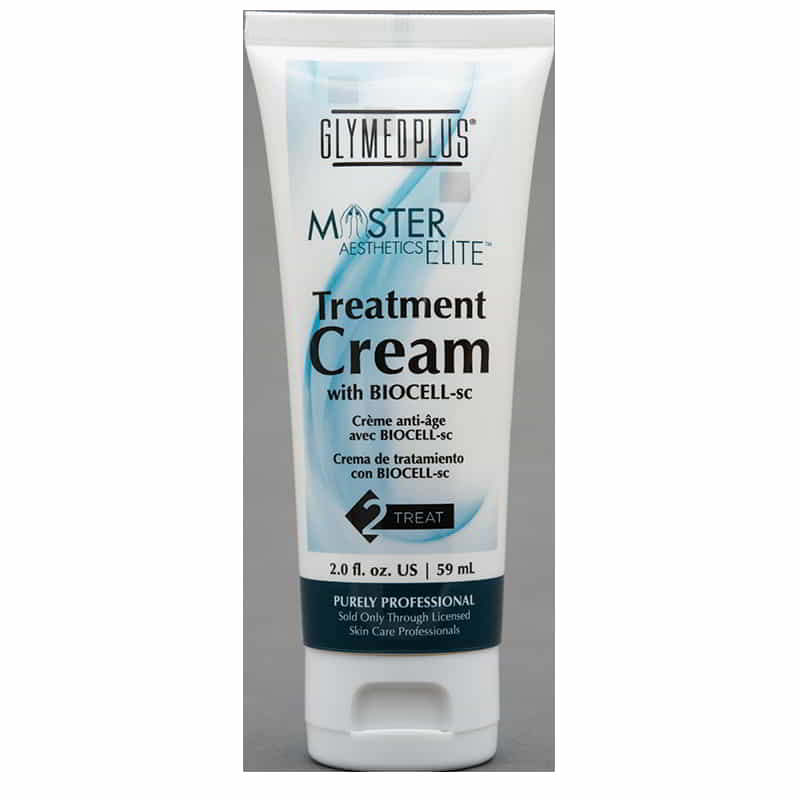 GLYMEDPLUS®
MASTER
AESTHETICS ELITE™
Treatment
Cream
with BIOCELL-sc
Crème anti-âge
avec BIOCELL-sc
Crema de tratamiento
con BIOCELL-sc
2 TREAT
2.0 fl. oz. US | 59 mL
PURELY PROFESSIONAL
Sold Only Through Licensed
Skin Care Professionals